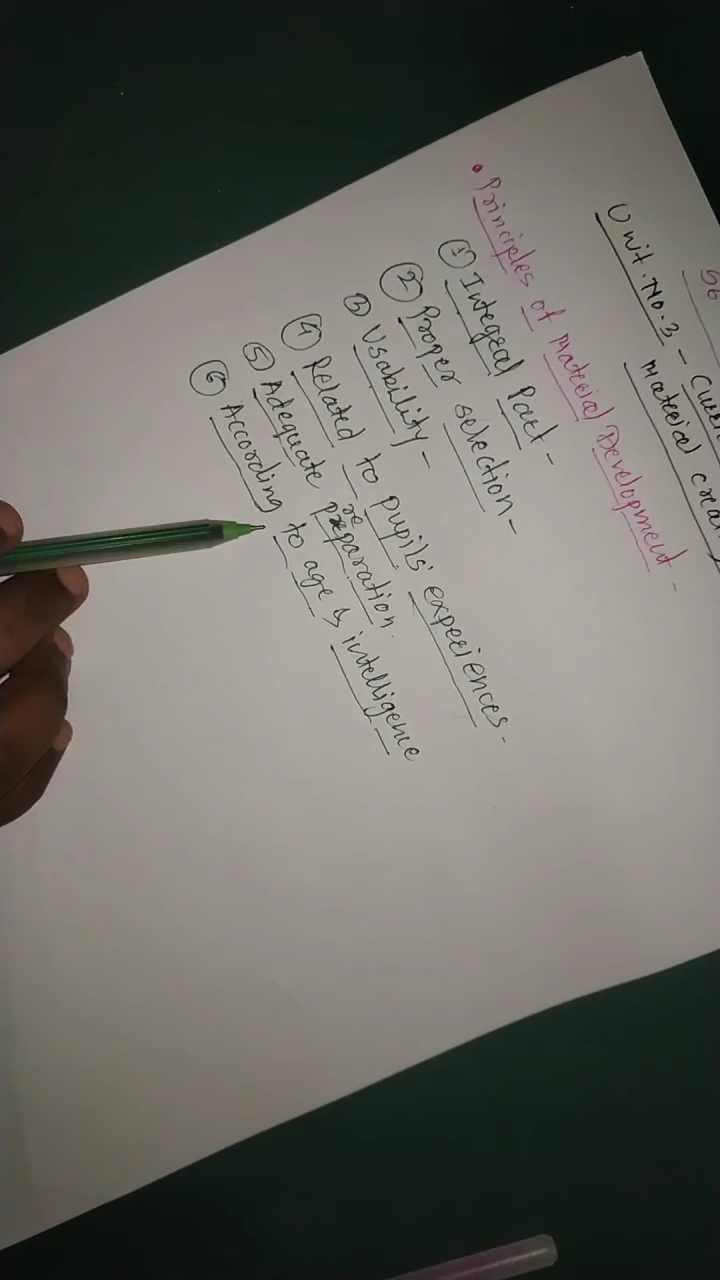 56
Unit.No.3 -
material
• Principles of material Development -
① Integral Part -
② Proper selection -
③ Usability -
④ Related to pupils' experiences -
⑤ Adequate preparation.
⑥ According to age & intelligence